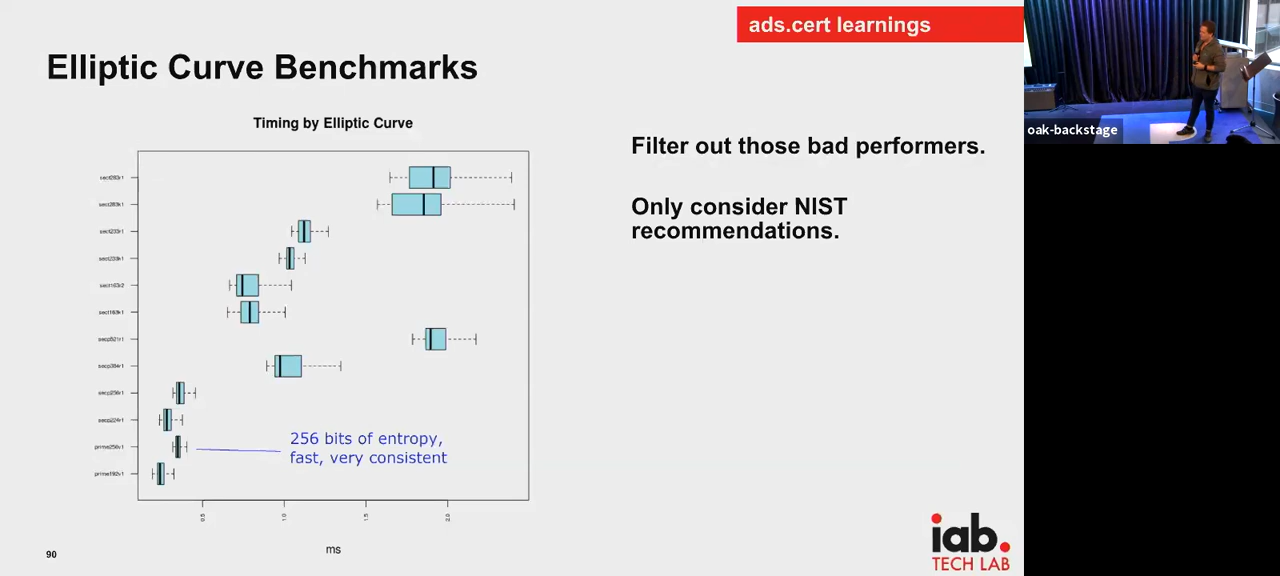 ads.cert learnings
Elliptic Curve Benchmarks
oak-backstage
Timing by Elliptic Curve
Filter out those bad performers.
Only consider NIST
recommendations.
sect283r1
sect283k1
sect233r1
sect233k1
sect163r2
sect163k1
secp521r1
secp384r1
secp224r1
prime256v1
prime192v1
256 bits of entropy,
fast, very consistent
0.5
1.0
1.5
2.0
ms
90
iab.
TECH LAB